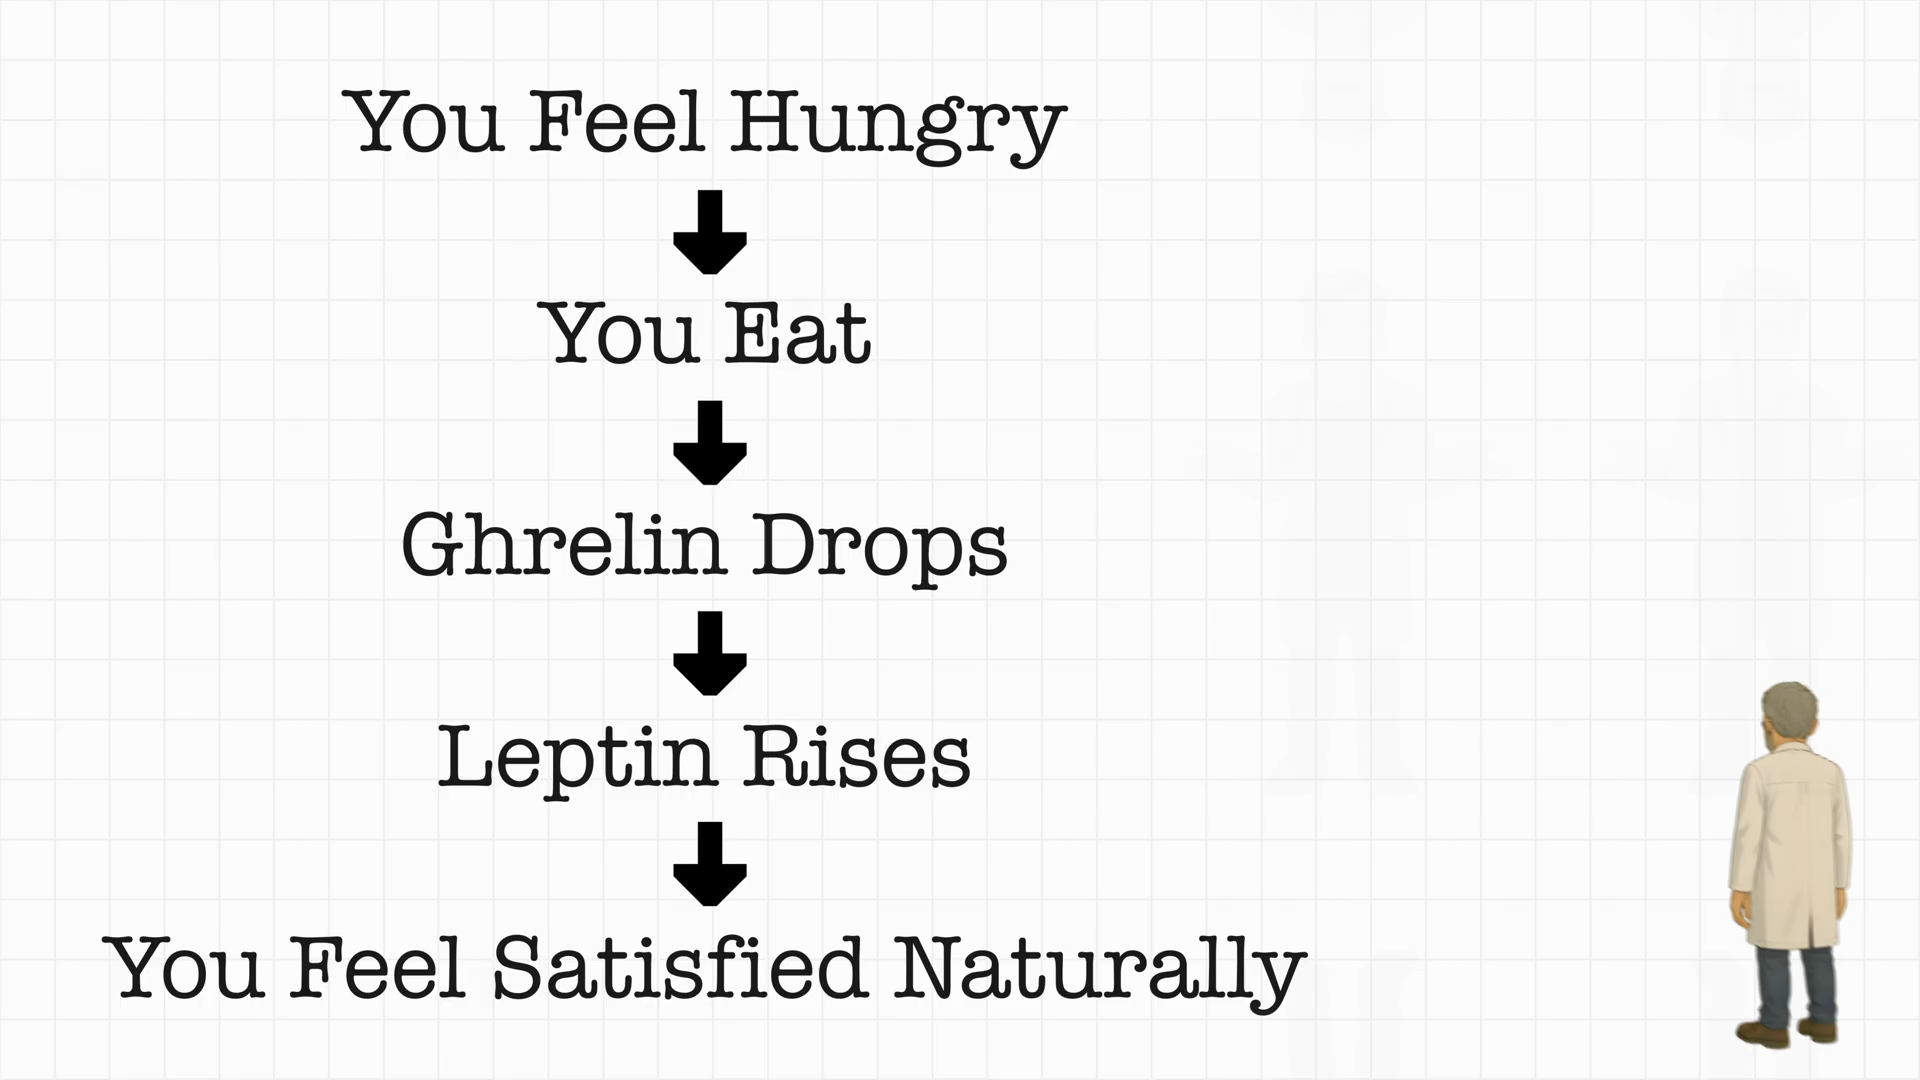 You Feel Hungry
You Eat
Ghrelin Drops
Leptin Rises
You Feel Satisfied Naturally